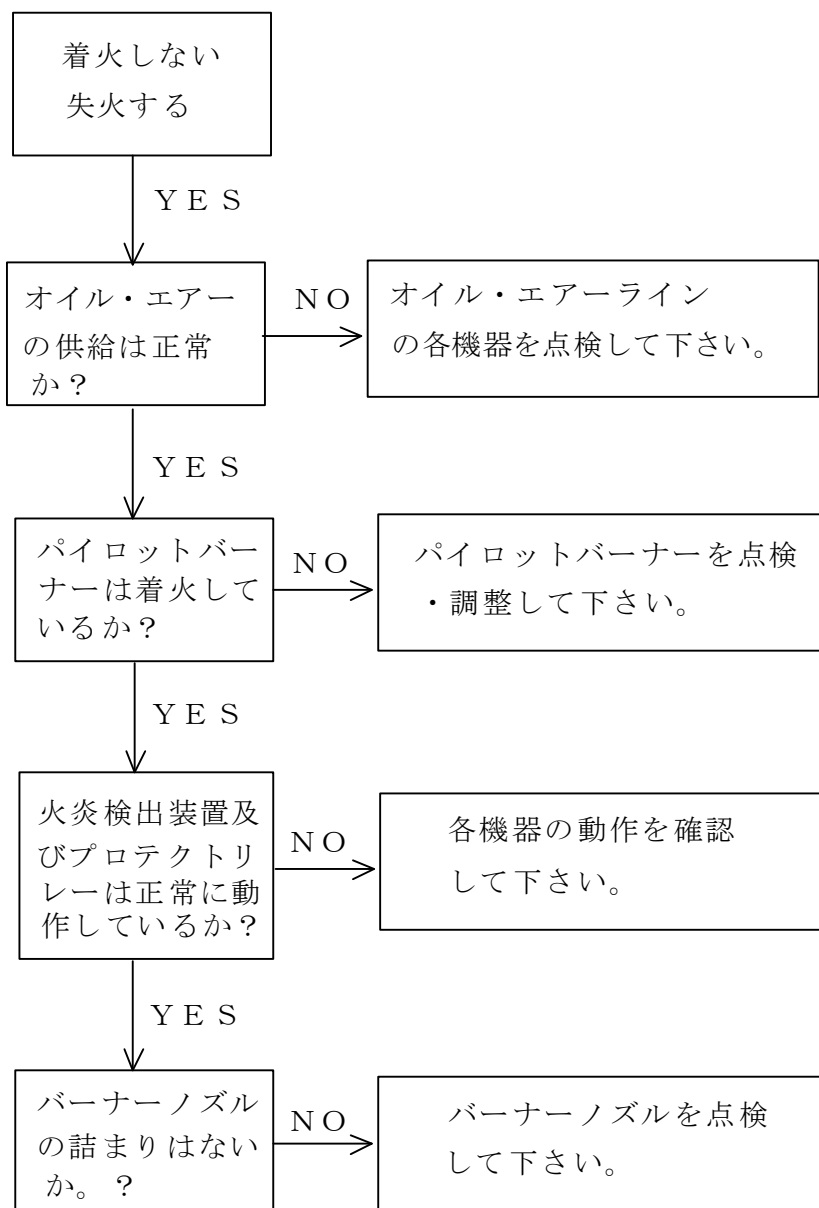 着火しない
失火する
ＹＥＳ
オイル・エアー
の供給は正常
か？
ＮＯ
オイル・エアーライン
の各機器を点検して下さい。
ＹＥＳ
パイロットバー
ナーは着火して
いるか？
ＮＯ
パイロットバーナーを点検
・調整して下さい。
ＹＥＳ
火炎検出装置及
びプロテクトリ
レーは正常に動
作しているか？
ＮＯ
各機器の動作を確認
して下さい。
ＹＥＳ
バーナーノズル
の詰まりはない
か。？
ＮＯ
バーナーノズルを点検
して下さい。